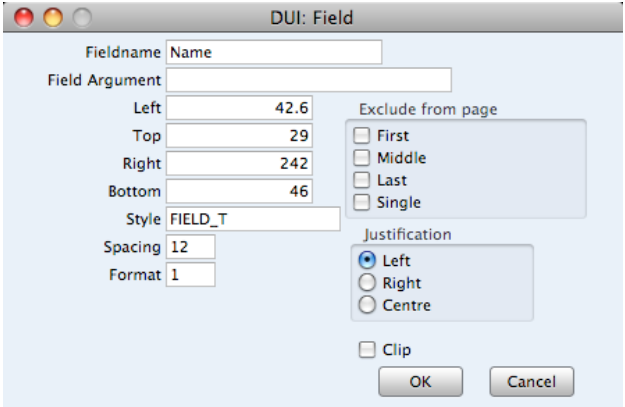 DUI: Field
Fieldname Name
Field Argument
Left 42.6
Top 29
Right 242
Bottom 46
Style FIELD_T
Spacing 12
Format 1
Exclude from page
First
Middle
Last
Single
Justification
Left
Right
Centre
Clip
OK Cancel